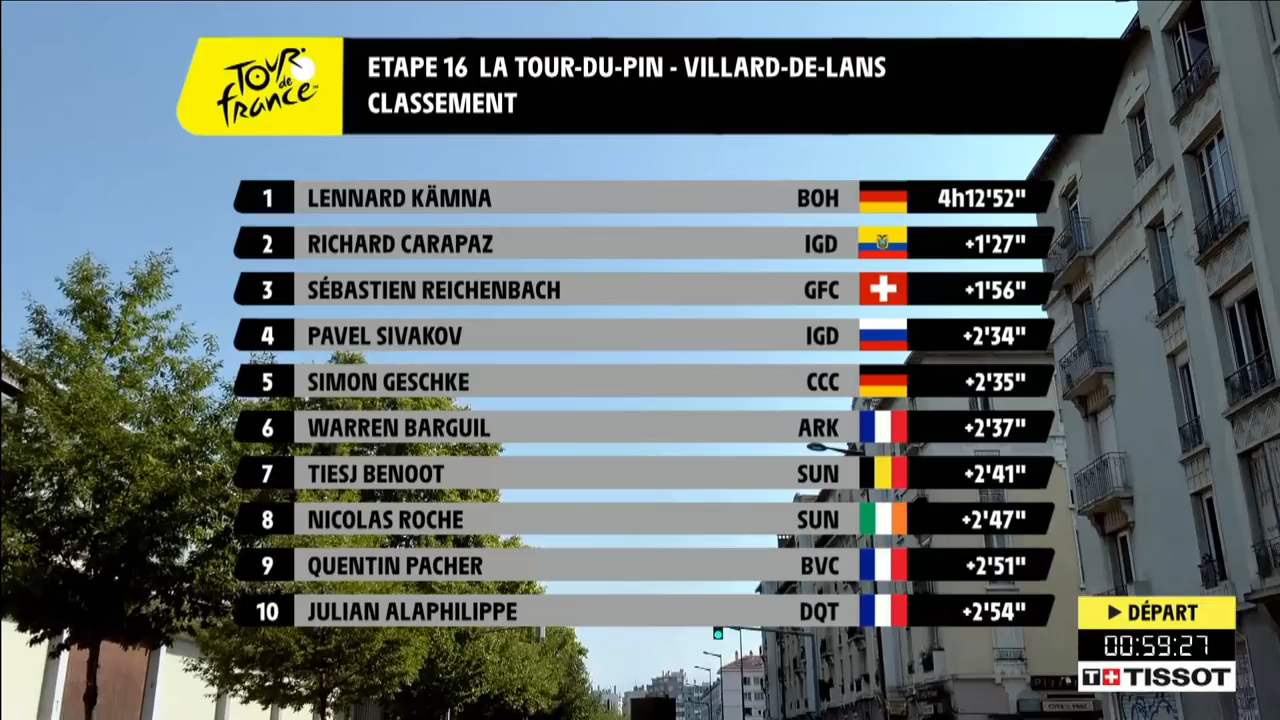 TOUR de france
ETAPE 16 LA TOUR-DU-PIN - VILLARD-DE-LANS
CLASSEMENT
1 LENNARD KÄMNA BOH 4h12'52"
2 RICHARD CARAPAZ IGD +1'27"
3 SÉBASTIEN REICHENBACH GFC +1'56"
4 PAVEL SIVAKOV IGD +2'34"
5 SIMON GESCHKE CCC +2'35"
6 WARREN BARGUIL ARK +2'37"
7 TIESJ BENOOT SUN +2'41"
8 NICOLAS ROCHE SUN +2'47"
9 QUENTIN PACHER BVC +2'51"
10 JULIAN ALAPHILIPPE DQT +2'54"
DÉPART
00:59:27
T+ TISSOT